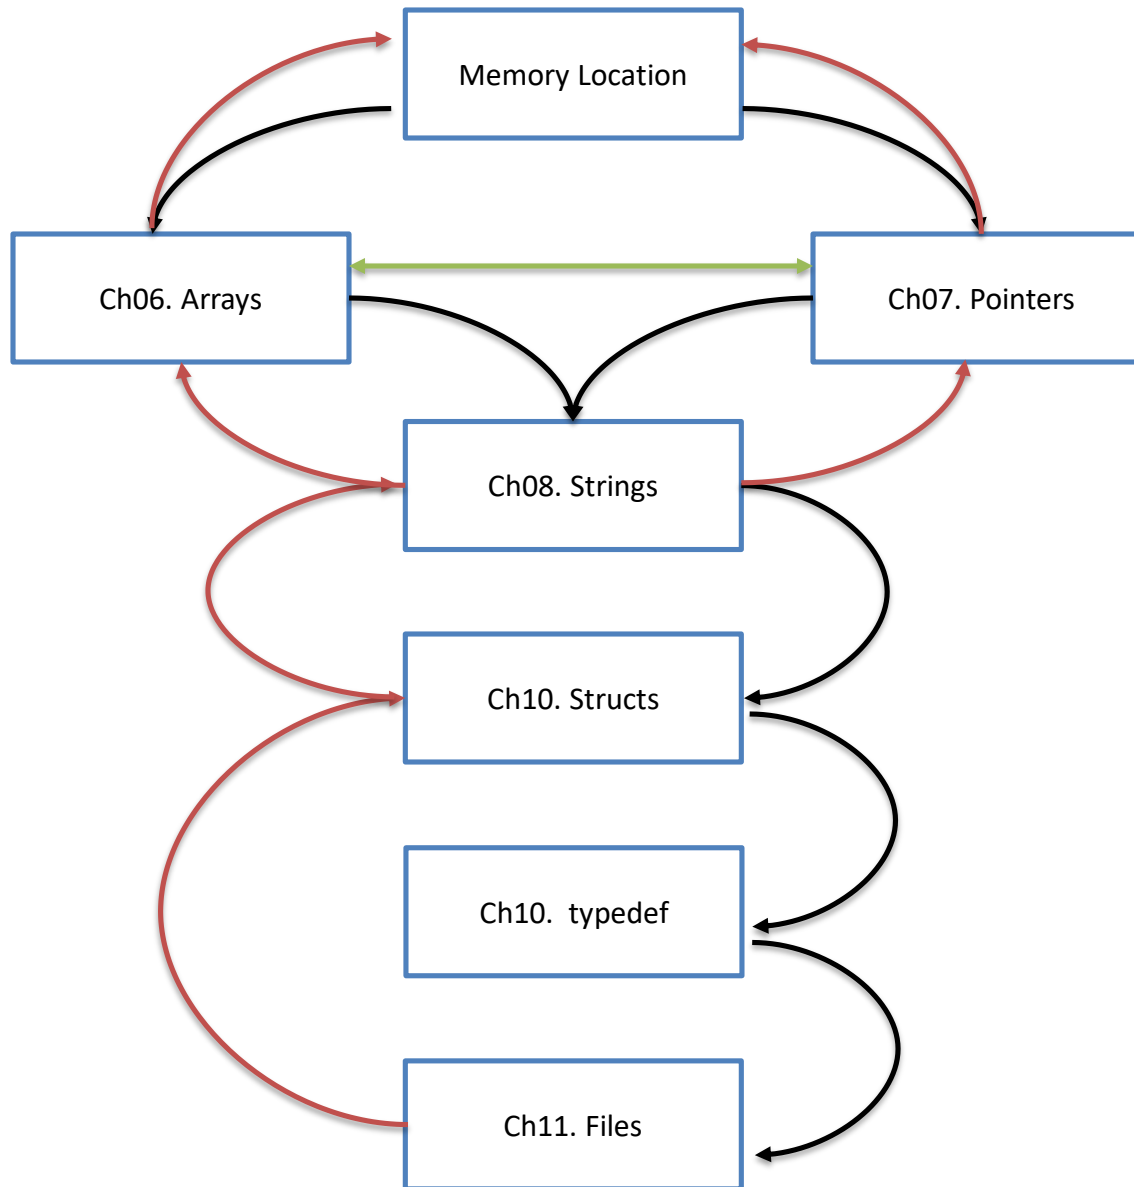 Memory Location
Ch06. Arrays
Ch07. Pointers
Ch08. Strings
Ch10. Structs
Ch10.  typedef
Ch11. Files